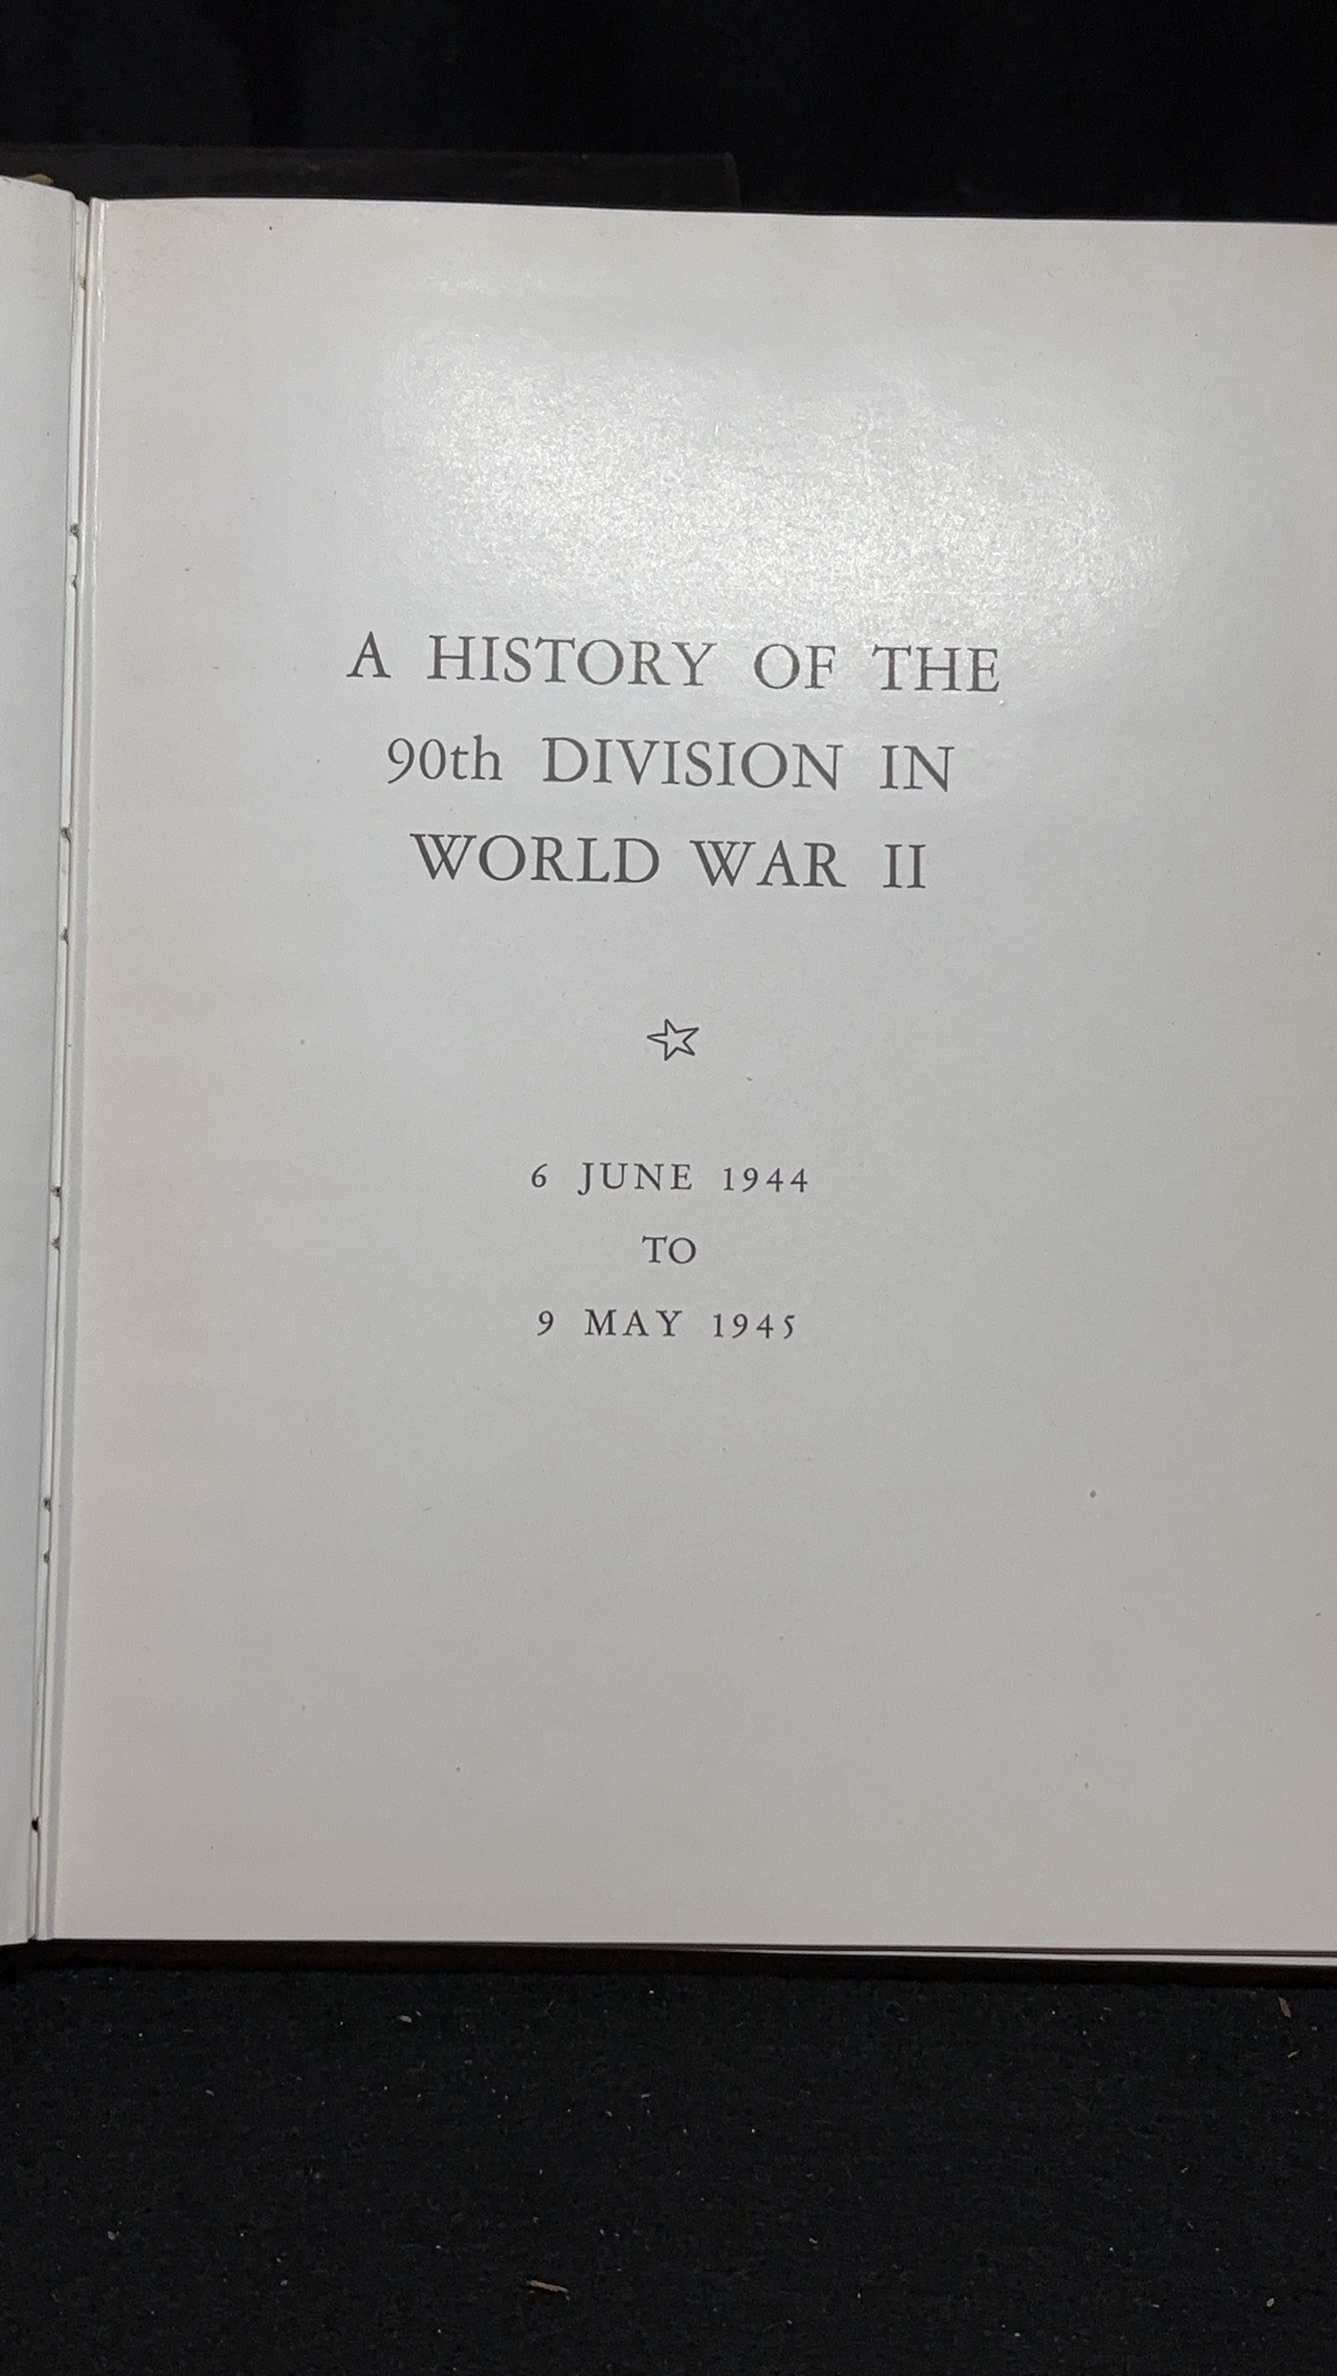 A HISTORY OF THE
90th DIVISION IN
WORLD WAR II
6 JUNE 1944
TO
9 MAY 1945